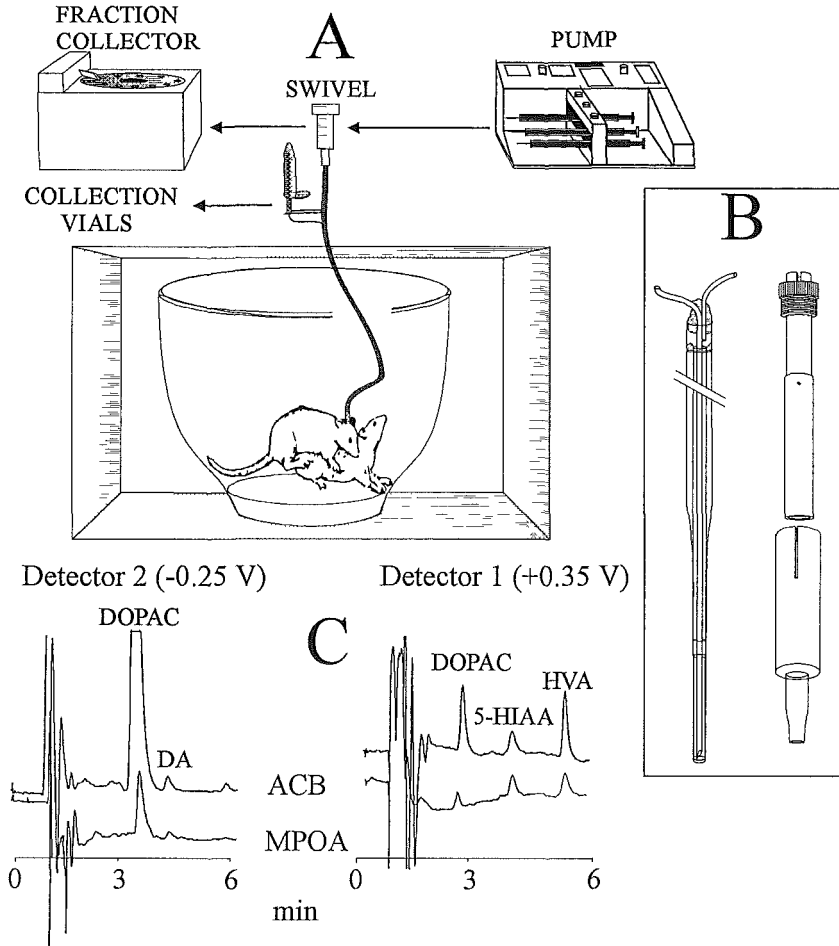 FRACTION
COLLECTOR
A
PUMP
SWIVEL
COLLECTION
VIALS
B
Detector 2 (-0.25 V)
Detector 1 (+0.35 V)
C
DOPAC
DA
DOPAC
5-HIAA
HVA
ACB
MPOA
0
3
6
0
3
6
min